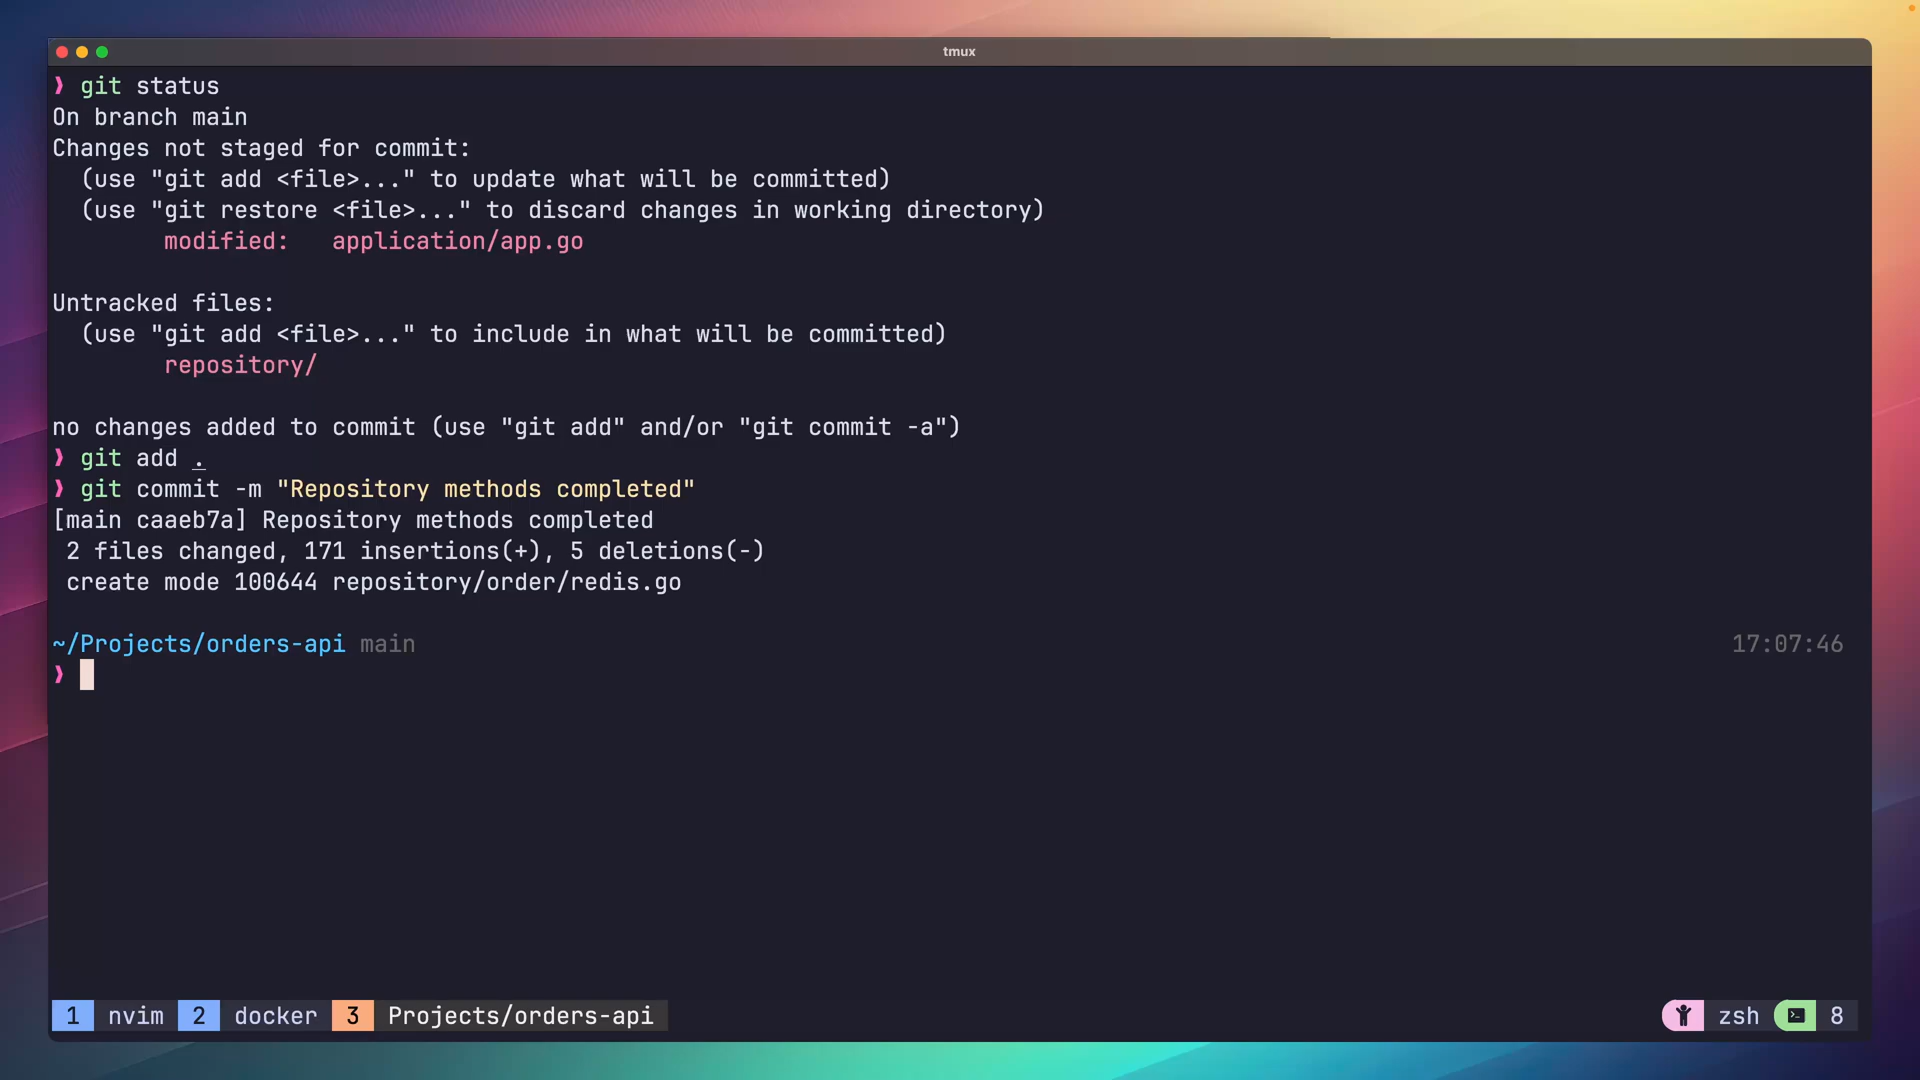 tmux
❱ git status
On branch main
Changes not staged for commit:
  (use "git add <file>..." to update what will be committed)
  (use "git restore <file>..." to discard changes in working directory)
        modified:   application/app.go

Untracked files:
  (use "git add <file>..." to include in what will be committed)
        repository/

no changes added to commit (use "git add" and/or "git commit -a")
❱ git add .
❱ git commit -m "Repository methods completed"
[main caaeb7a] Repository methods completed
 2 files changed, 171 insertions(+), 5 deletions(-)
 create mode 100644 repository/order/redis.go

~/Projects/orders-api main 17:07:46
❱
1 nvim 2 docker 3 Projects/orders-api zsh 8